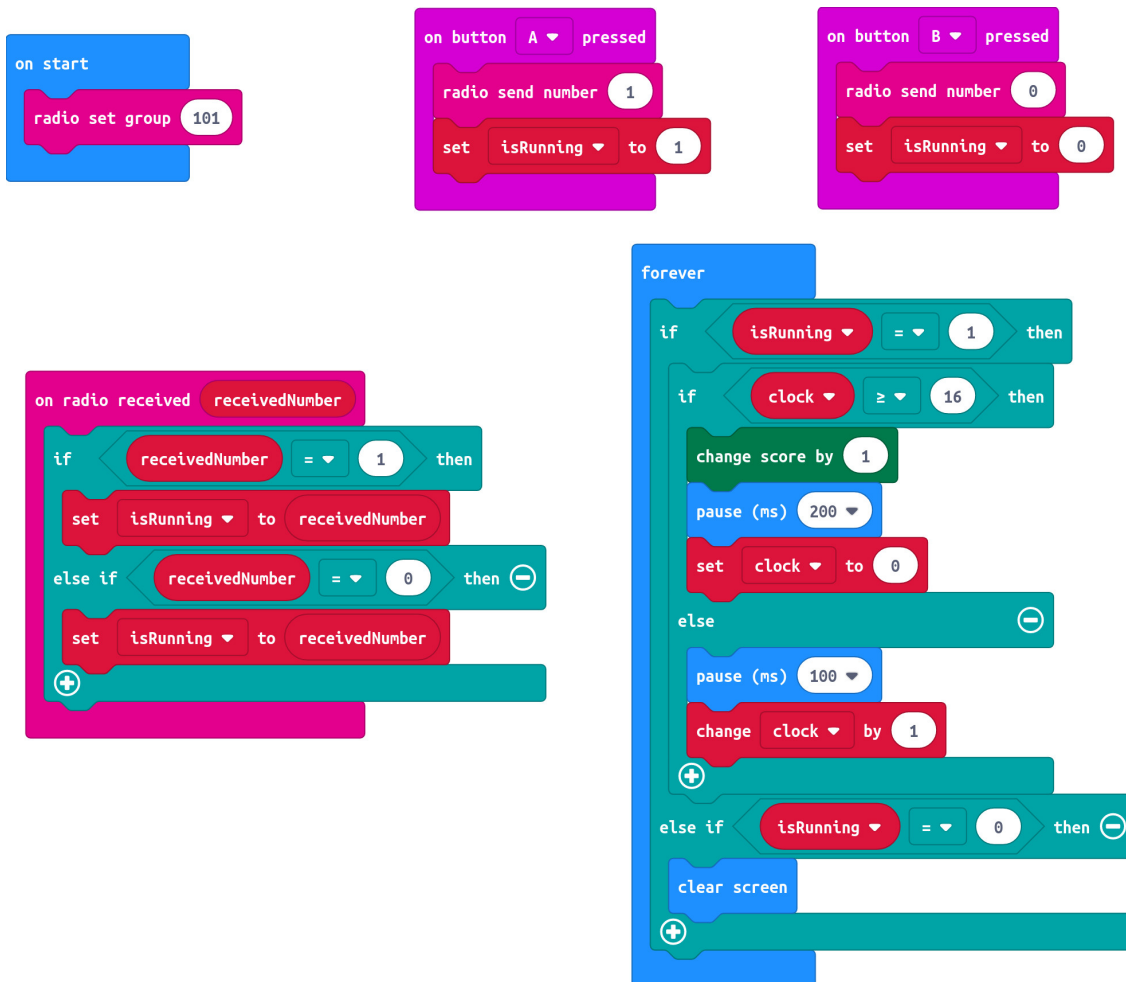 on start
radio set group 101
on button A pressed
radio send number 1
set isRunning to 1
on button B pressed
radio send number 0
set isRunning to 0
on radio received receivedNumber
if receivedNumber = 1 then
set isRunning to receivedNumber
else if receivedNumber = 0 then
set isRunning to receivedNumber
forever
if isRunning = 1 then
if clock ≥ 16 then
change score by 1
pause (ms) 200
set clock to 0
else
pause (ms) 100
change clock by 1
else if isRunning = 0 then
clear screen